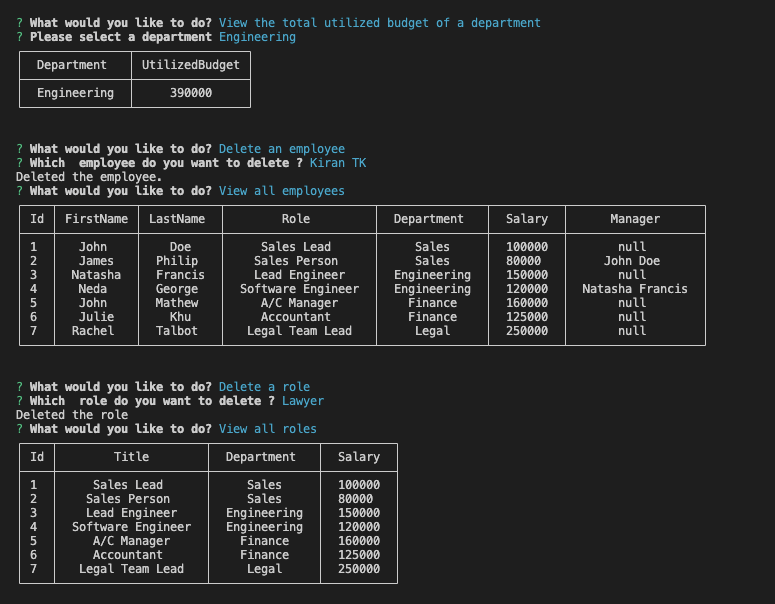 ? What would you like to do? View the total utilized budget of a department
? Please select a department Engineering
Department UtilizedBudget
Engineering 390000
? What would you like to do? Delete an employee
? Which  employee do you want to delete ? Kiran TK
Deleted the employee.
? What would you like to do? View all employees
Id FirstName LastName Role Department Salary Manager
1 John Doe Sales Lead Sales 100000 null
2 James Philip Sales Person Sales 80000 John Doe
3 Natasha Francis Lead Engineer Engineering 150000 null
4 Neda George Software Engineer Engineering 120000 Natasha Francis
5 John Mathew A/C Manager Finance 160000 null
6 Julie Khu Accountant Finance 125000 null
7 Rachel Talbot Legal Team Lead Legal 250000 null
? What would you like to do? Delete a role
? Which  role do you want to delete ? Lawyer
Deleted the role
? What would you like to do? View all roles
Id Title Department Salary
1 Sales Lead Sales 100000
2 Sales Person Sales 80000
3 Lead Engineer Engineering 150000
4 Software Engineer Engineering 120000
5 A/C Manager Finance 160000
6 Accountant Finance 125000
7 Legal Team Lead Legal 250000